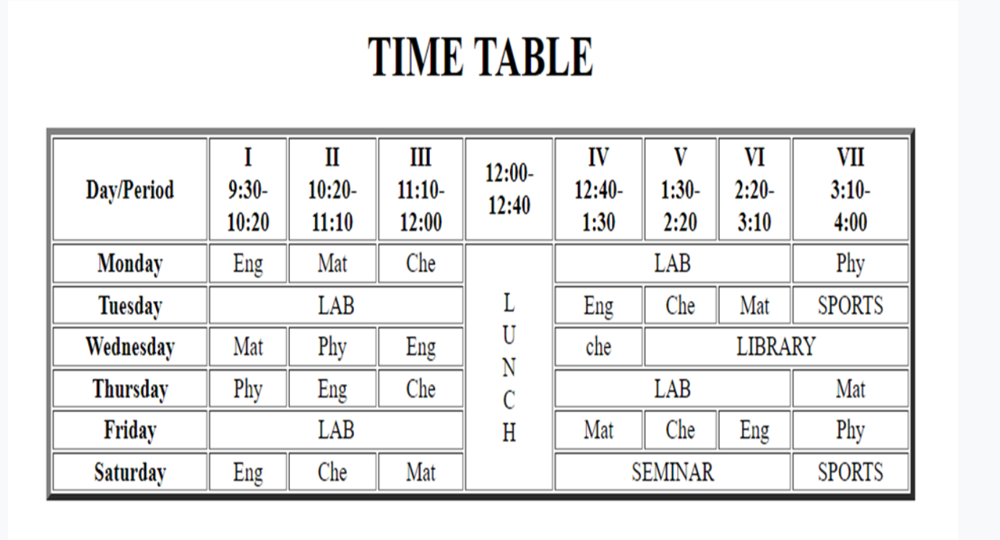 TIME TABLE
Day/Period I 9:30-10:20 II 10:20-11:10 III 11:10-12:00 12:00-12:40 IV 12:40-1:30 V 1:30-2:20 VI 2:20-3:10 VII 3:10-4:00
Monday Eng Mat Che LUNCH LAB Phy
Tuesday LAB Eng Che Mat SPORTS
Wednesday Mat Phy Eng che LIBRARY
Thursday Phy Eng Che LAB Mat
Friday LAB Mat Che Eng Phy
Saturday Eng Che Mat SEMINAR SPORTS